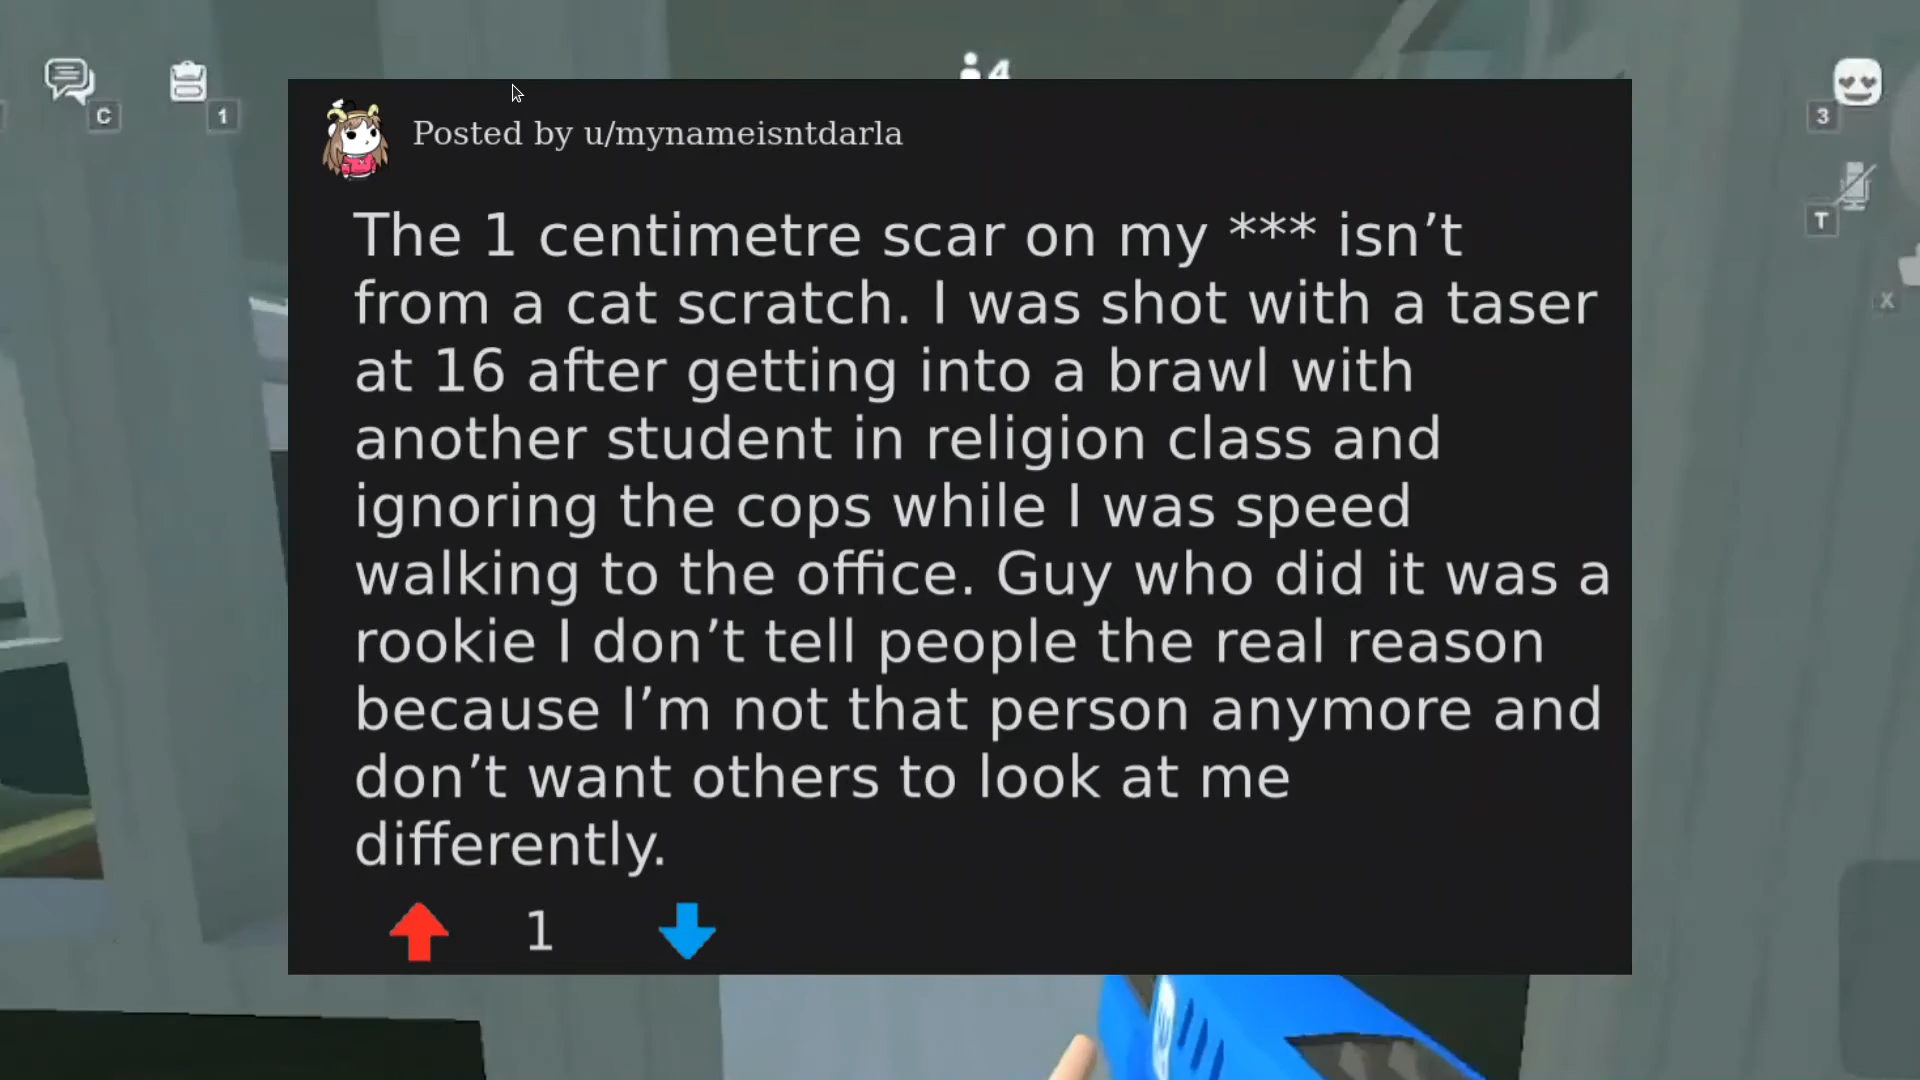 C
1
4
3
T
X
Posted by u/mynameisntdarla
The 1 centimetre scar on my *** isn’t
from a cat scratch. I was shot with a taser
at 16 after getting into a brawl with
another student in religion class and
ignoring the cops while I was speed
walking to the office. Guy who did it was a
rookie I don’t tell people the real reason
because I’m not that person anymore and
don’t want others to look at me
differently.
1